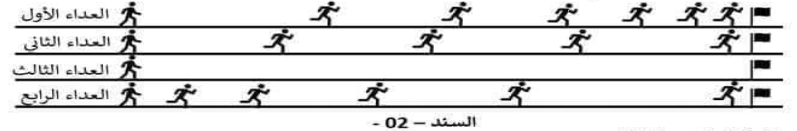 العداء الأول
العداء الثاني
العداء الثالث
العداء الرابع
السند – 02 -